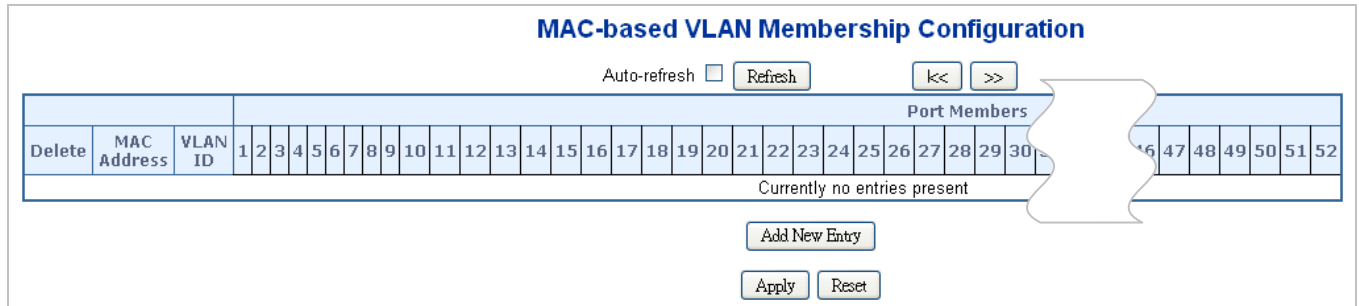 MAC-based VLAN Membership Configuration
Auto-refresh Refresh |<< >>
Port Members
Delete MAC Address VLAN ID 1 2 3 4 5 6 7 8 9 10 11 12 13 14 15 16 17 18 19 20 21 22 23 24 25 26 27 28 29 30 47 48 49 50 51 52
Currently no entries present
Add New Entry
Apply Reset